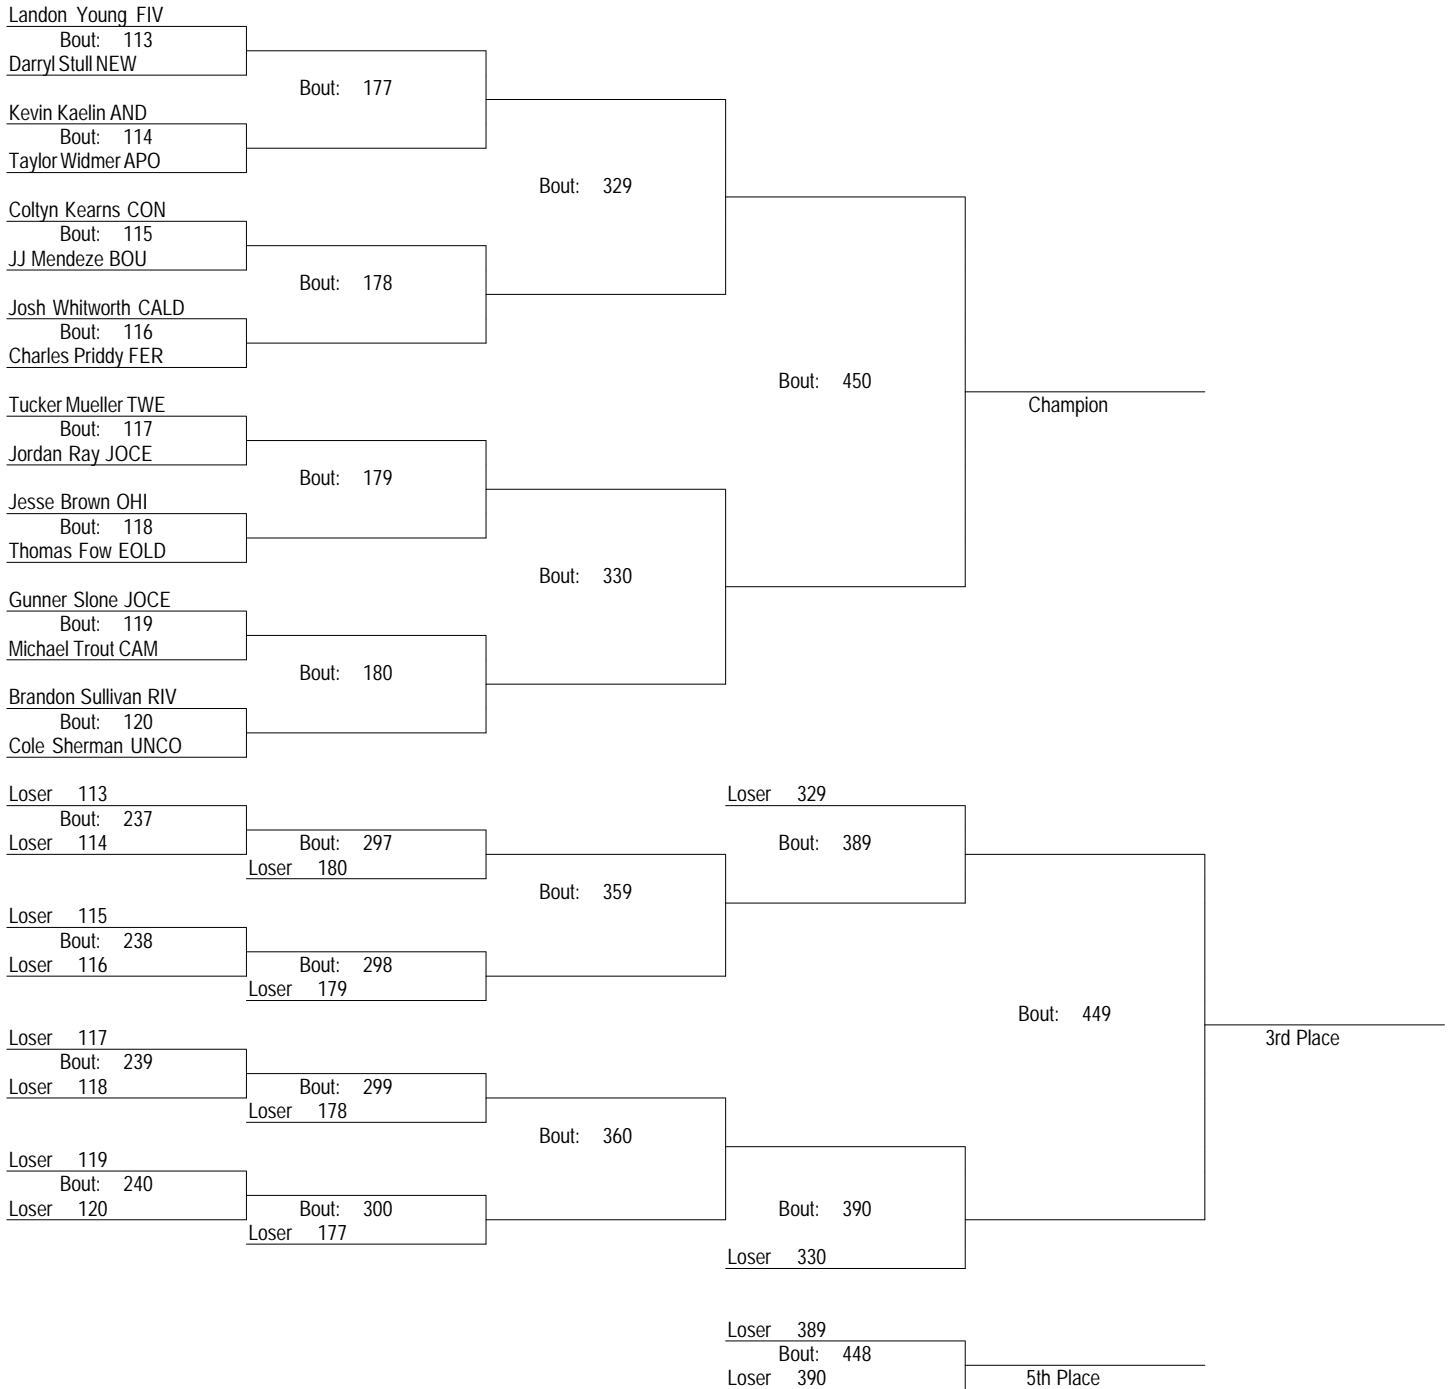 Landon Young FIV
Bout: 113
Darryl Stull NEW
Bout: 177
Kevin Kaelin AND
Bout: 114
Taylor Widmer APO
Bout: 329
Coltyn Kearns CON
Bout: 115
JJ Mendeze BOU
Bout: 178
Josh Whitworth CALD
Bout: 116
Charles Priddy FER
Bout: 450
Champion
Tucker Mueller TWE
Bout: 117
Jordan Ray JOCE
Bout: 179
Jesse Brown OHI
Bout: 118
Thomas Fow EOLD
Bout: 330
Gunner Slone JOCE
Bout: 119
Michael Trout CAM
Bout: 180
Brandon Sullivan RIV
Bout: 120
Cole Sherman UNCO
Loser 113
Bout: 237
Loser 114
Bout: 297
Loser 180
Loser 329
Bout: 389
Bout: 359
Loser 115
Bout: 238
Loser 116
Bout: 298
Loser 179
Bout: 449
3rd Place
Loser 117
Bout: 239
Loser 118
Bout: 299
Loser 178
Bout: 360
Loser 119
Bout: 240
Loser 120
Bout: 300
Loser 177
Bout: 390
Loser 330
Loser 389
Bout: 448
Loser 390
5th Place